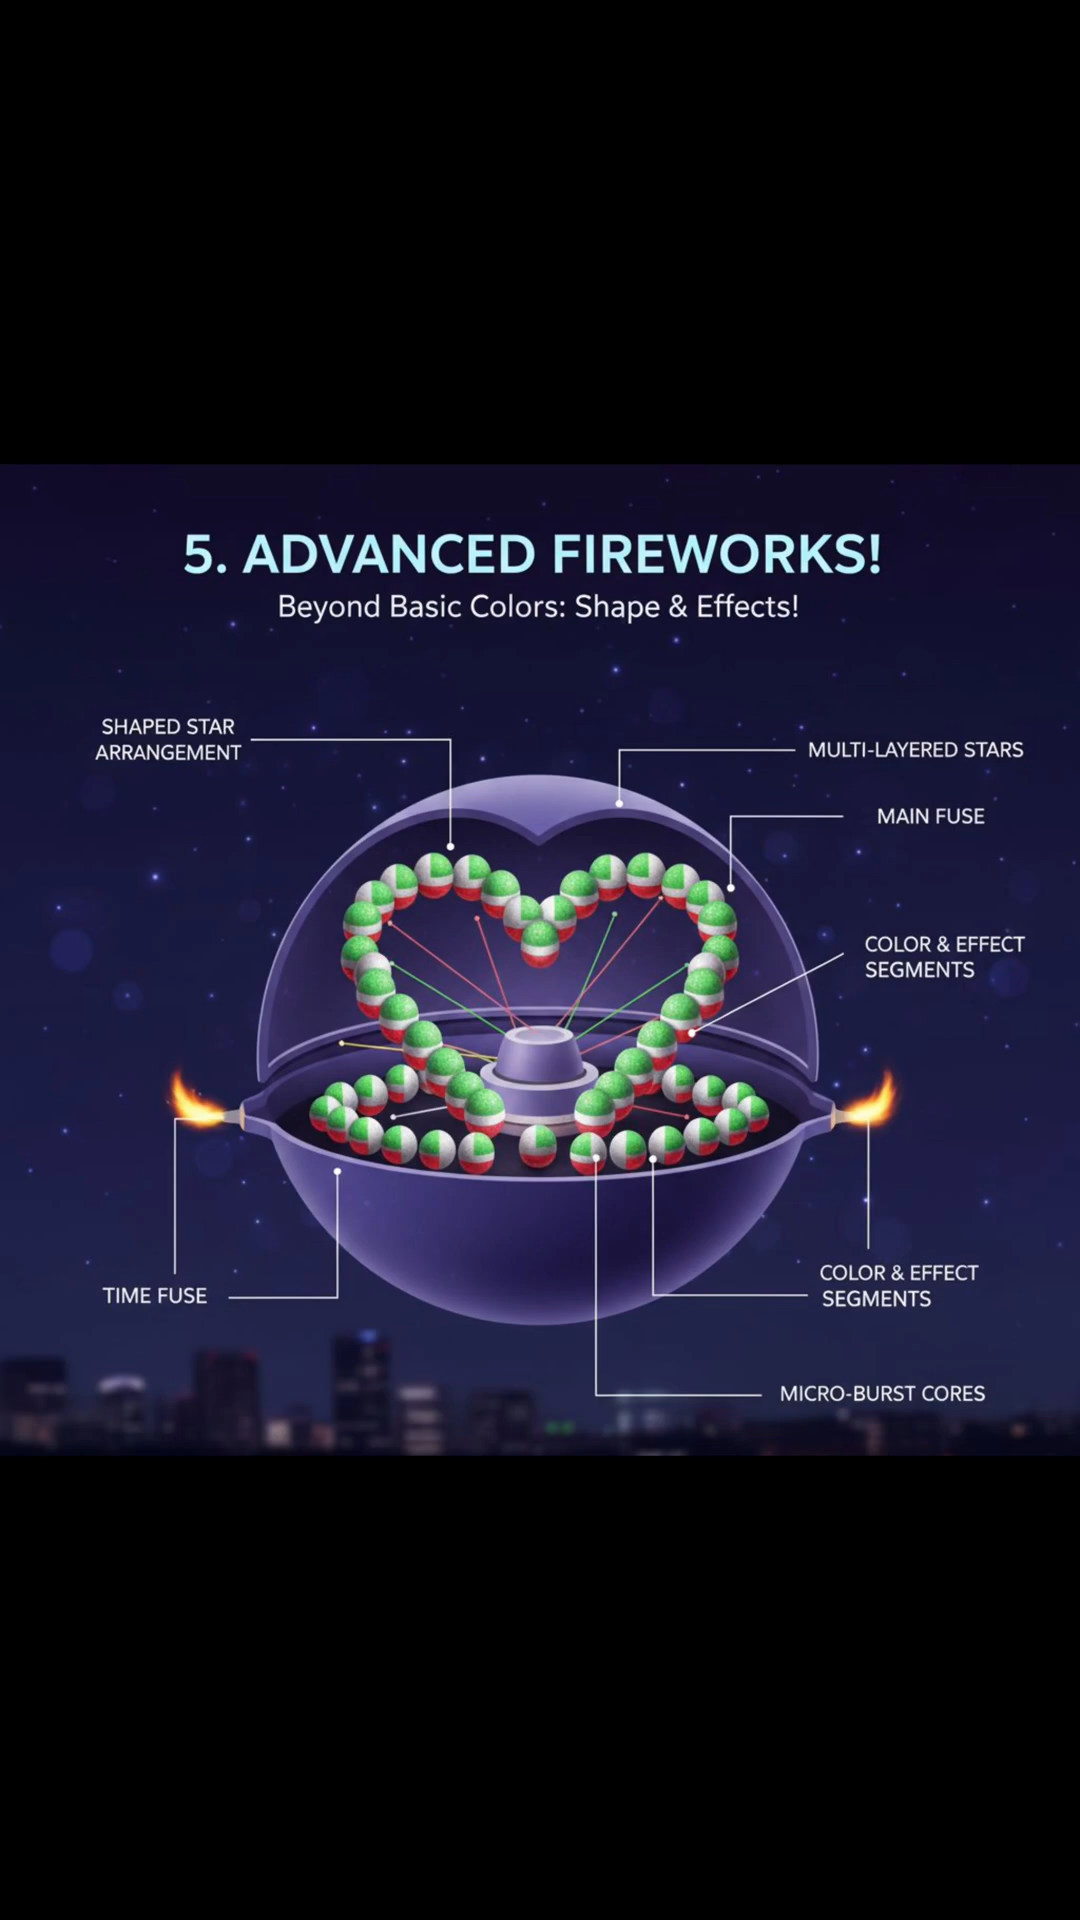 5. ADVANCED FIREWORKS!
Beyond Basic Colors: Shape & Effects!
SHAPED STAR
ARRANGEMENT
MULTI-LAYERED STARS
MAIN FUSE
COLOR & EFFECT
SEGMENTS
TIME FUSE
COLOR & EFFECT
SEGMENTS
MICRO-BURST CORES